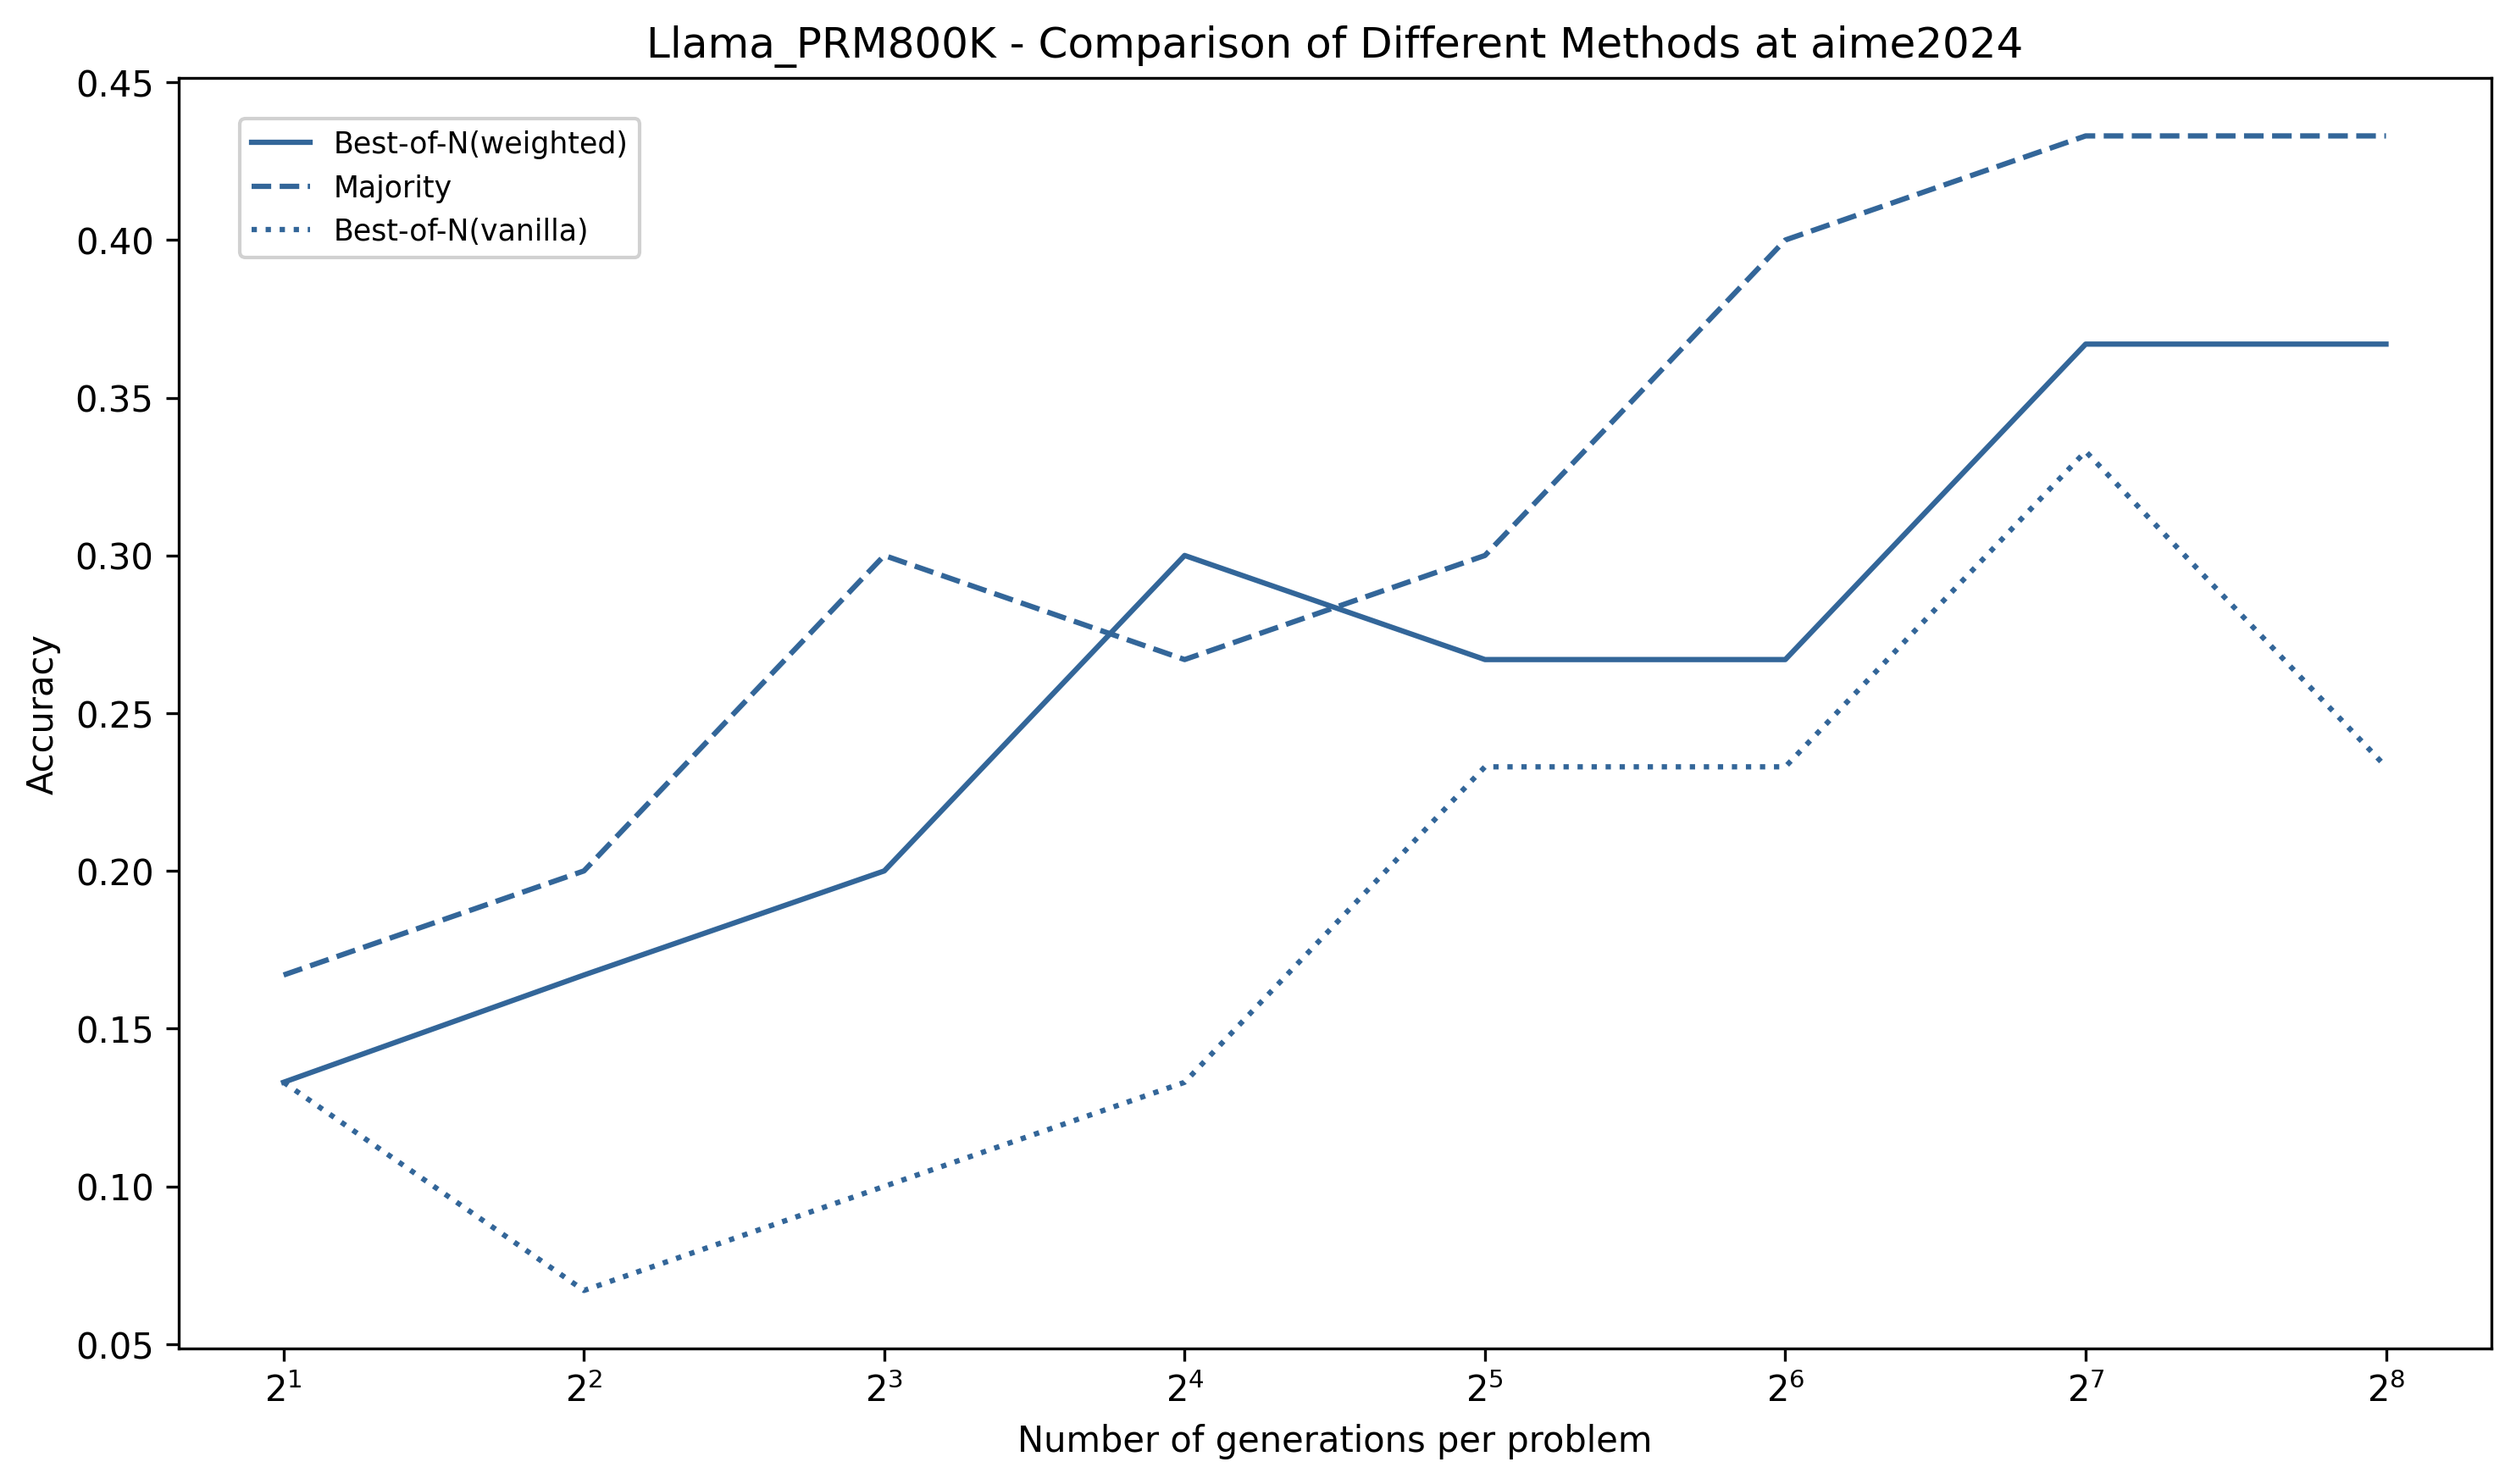 Llama_PRM800K - Comparison of Different Methods at aime2024
0.45
0.40
0.35
0.30
0.25
0.20
0.15
0.10
0.05
Accuracy
Best-of-N(weighted)
Majority
Best-of-N(vanilla)
2¹ 2² 2³ 2⁴ 2⁵ 2⁶ 2⁷ 2⁸
Number of generations per problem